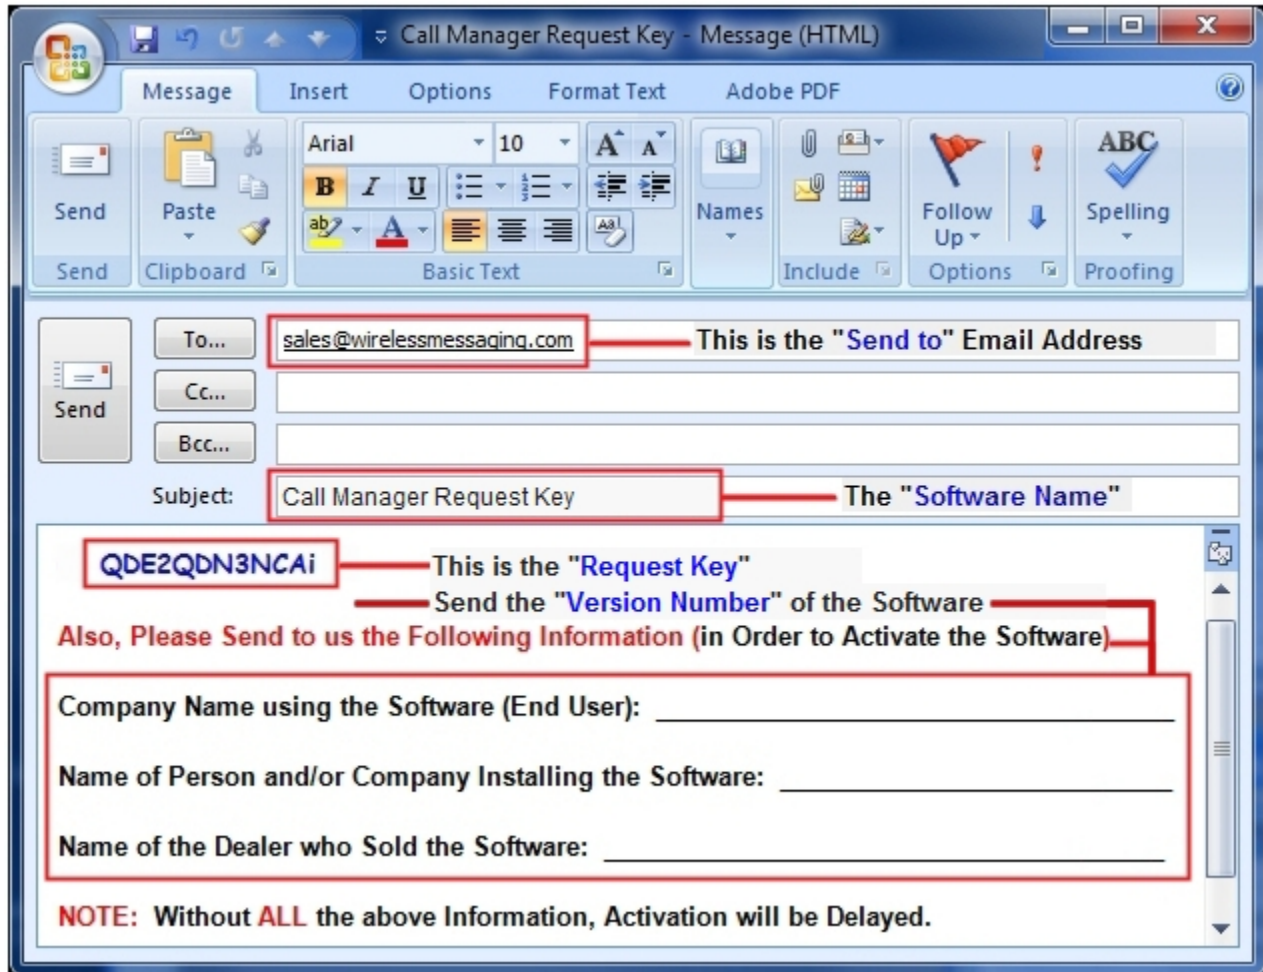 Call Manager Request Key - Message (HTML)
Message Insert Options Format Text Adobe PDF
Arial 10 A A ABC
B I U
Send Paste Names Follow Up Spelling
ab A Aa
Send Clipboard Basic Text Include Options Proofing
To... sales@wirelessmessaging.com This is the "Send to" Email Address
Send Cc...
Bcc...
Subject: Call Manager Request Key The "Software Name"
QDE2QDN3NCAi This is the "Request Key"
Send the "Version Number" of the Software
Also, Please Send to us the Following Information (in Order to Activate the Software)
Company Name using the Software (End User):
Name of Person and/or Company Installing the Software:
Name of the Dealer who Sold the Software:
NOTE: Without ALL the above Information, Activation will be Delayed.